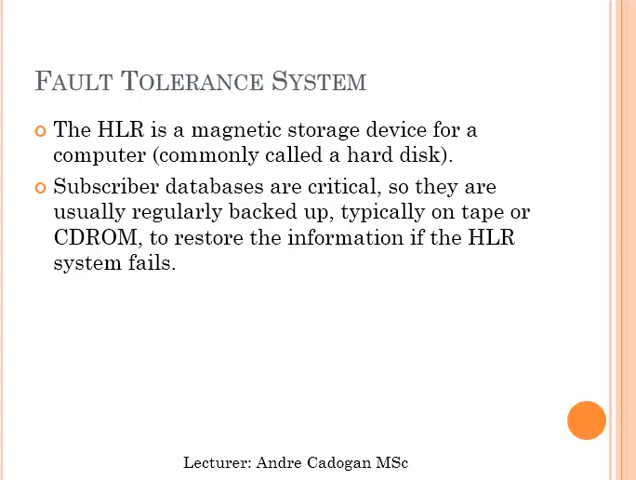 FAULT TOLERANCE SYSTEM
The HLR is a magnetic storage device for a
computer (commonly called a hard disk).
Subscriber databases are critical, so they are
usually regularly backed up, typically on tape or
CDROM, to restore the information if the HLR
system fails.
Lecturer: Andre Cadogan MSc